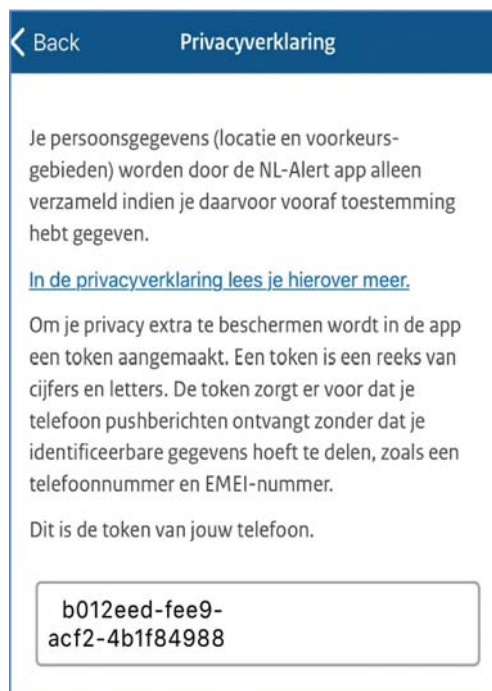 Back
Privacyverklaring
Je persoonsgegevens (locatie en voorkeurs-
gebieden) worden door de NL-Alert app alleen
verzameld indien je daarvoor vooraf toestemming
hebt gegeven.
In de privacyverklaring lees je hierover meer.
Om je privacy extra te beschermen wordt in de app
een token aangemaakt. Een token is een reeks van
cijfers en letters. De token zorgt er voor dat je
telefoon pushberichten ontvangt zonder dat je
identificeerbare gegevens hoeft te delen, zoals een
telefoonnummer en EMEI-nummer.
Dit is de token van jouw telefoon.
b012eed-fee9-
acf2-4b1f84988